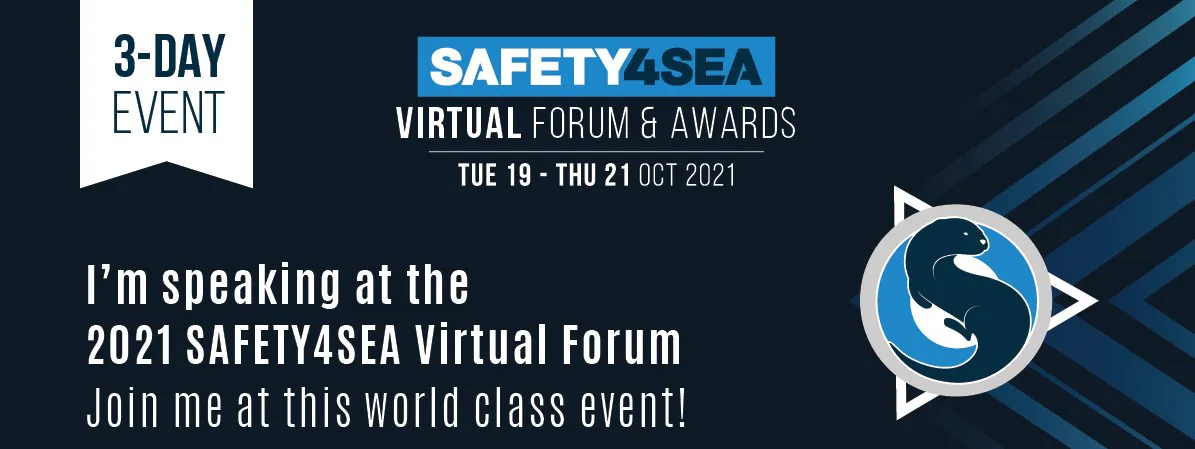 3-DAY
EVENT
SAFETY4SEA
VIRTUAL FORUM & AWARDS
TUE 19 - THU 21 OCT 2021
I’m speaking at the
2021 SAFETY4SEA Virtual Forum
Join me at this world class event!